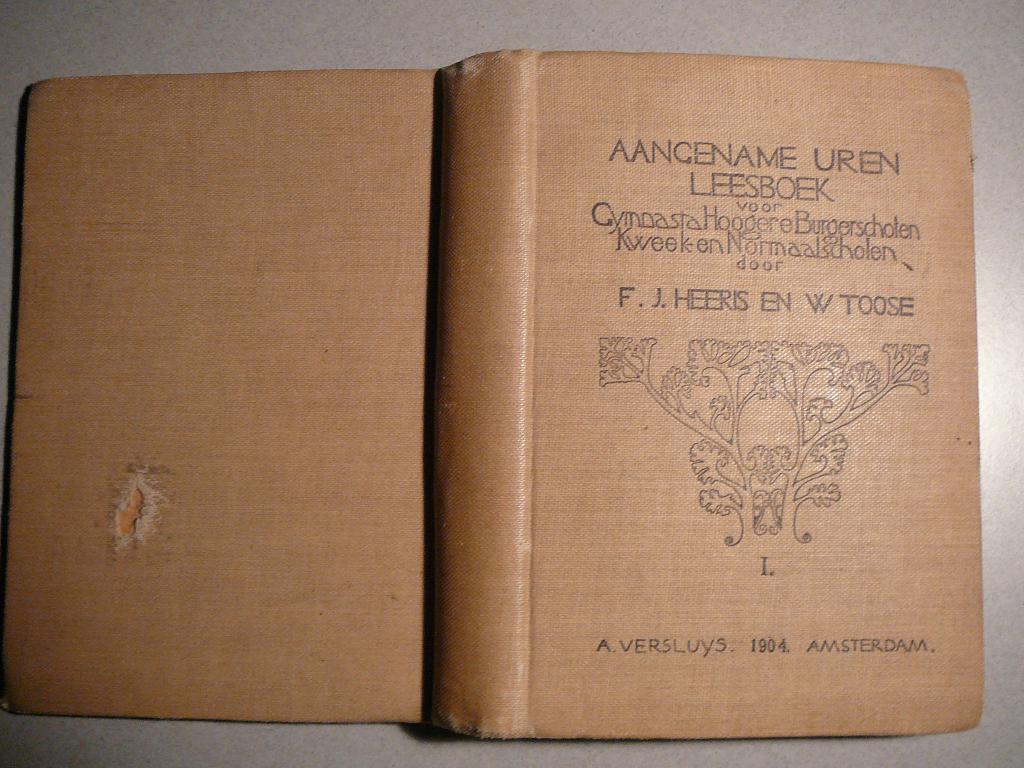 AANGENAME UREN
LEESBOEK
voor
Gymnasia Hoogere Burgerscholen
Kweek en Normaalscholen
door
F. J. HEERIS EN W TOOSE
I.
A. VERSLUYS. 1904. AMSTERDAM.